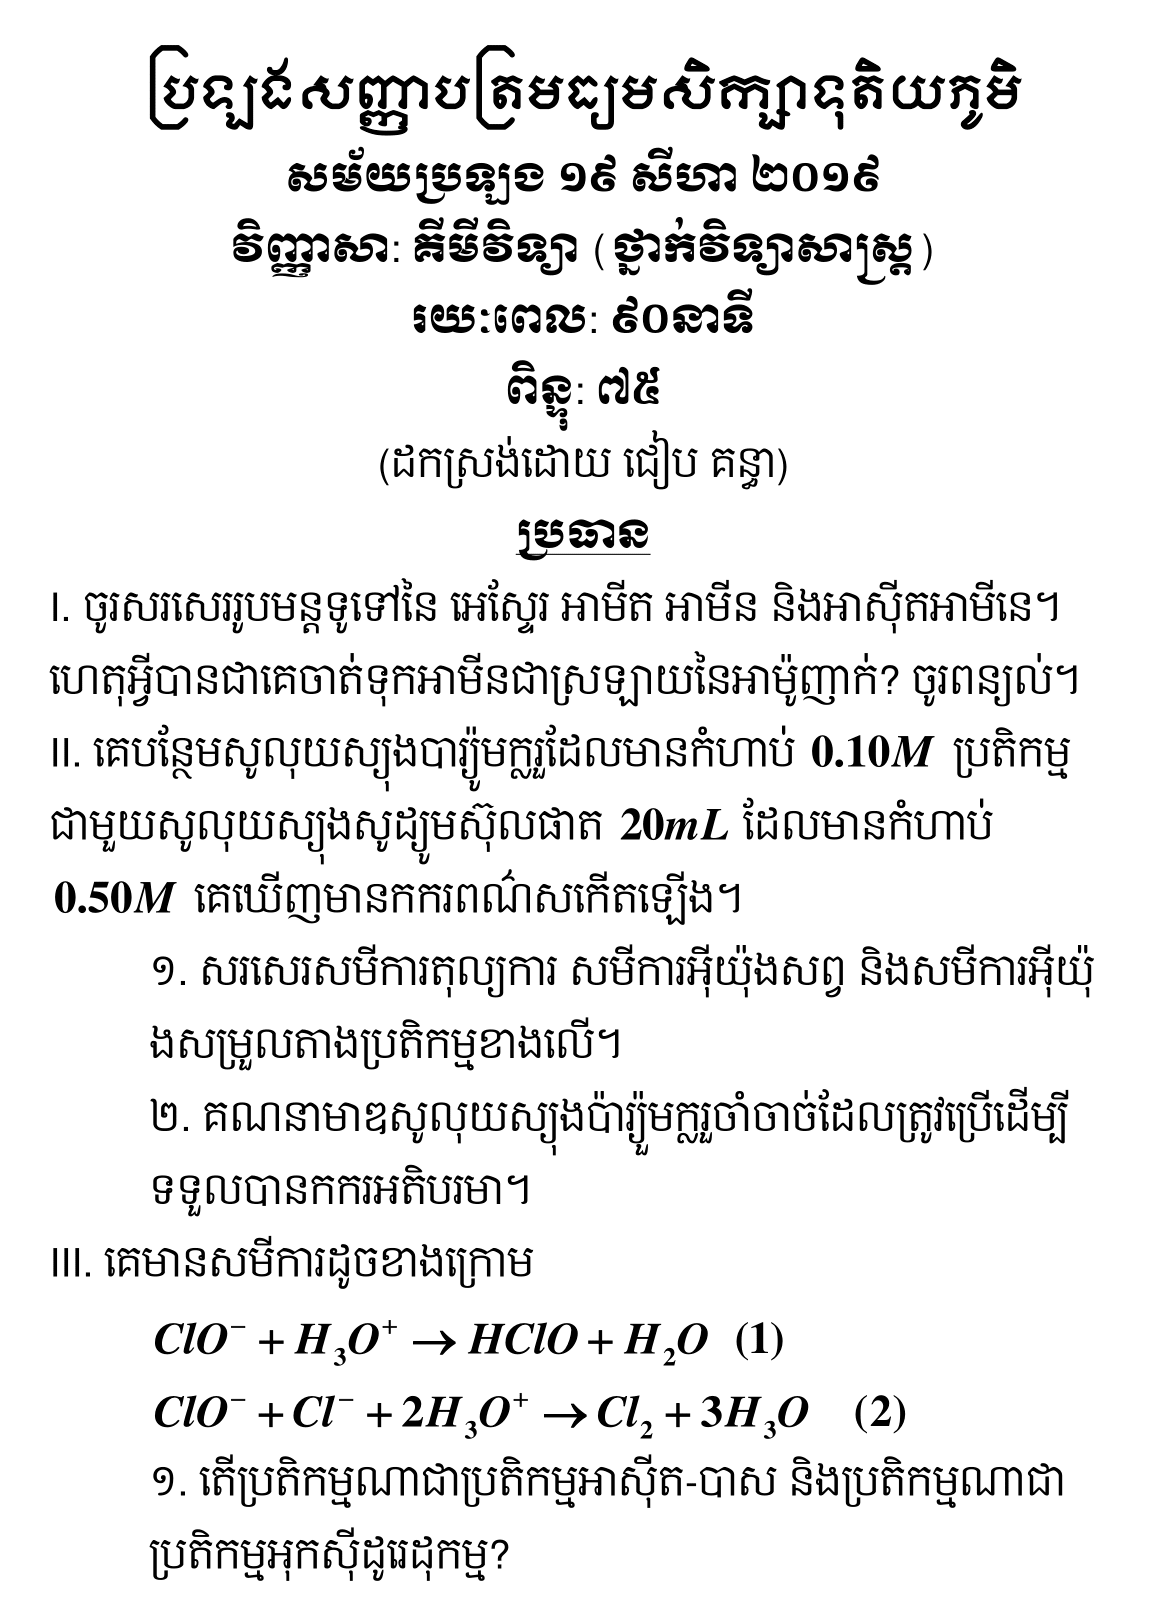 ប្រឡងសញ្ញាបត្រមធ្យមសិក្សាទុតិយភូមិ
សម័យប្រឡង ១៩ សីហា ២០១៩
វិញ្ញាសា: គីមីវិទ្យា (ថ្នាក់វិទ្យាសាស្ត្រ)
រយ:ពេល: ៩០នាទី
ពិន្ទុ: ៧៥
(ដកស្រង់ដោយ ជៀប គន្ធា)
ប្រធាន
I. ចូរសរសេររូបមន្តទូទៅនៃ អេស្ទែរ អាមីត អាមីន និងអាស៊ីតអាមីនេ។
ហេតុអ្វីបានជាគេចាត់ទុកអាមីនជាស្រឡាយនៃអាម៉ូញាក់? ចូរពន្យល់។
II. គេបន្ថែមសូលុយស្យុងបារ្យ៉ូមក្លរួដែលមានកំហាប់ 0.10M ប្រតិកម្ម
ជាមួយសូលុយស្យុងសូដ្យូមស៊ុលផាត 20mL ដែលមានកំហាប់
0.50M គេឃើញមានកករពណ៌សកើតឡើង។
១. សរសេរសមីការតុល្យការ សមីការអ៊ីយ៉ុងសព្វ និងសមីការអ៊ីយ៉ុ
ងសម្រួលតាងប្រតិកម្មខាងលើ។
២. គណនាមាឌសូលុយស្យុងប៉ារ្យ៉ូមក្លរួចាំចាច់ដែលត្រូវប្រើដើម្បី
ទទួលបានកករអតិបរមា។
III. គេមានសមីការដូចខាងក្រោម
ClO⁻ + H₃O⁺ → HClO + H₂O (1)
ClO⁻ + Cl⁻ + 2H₃O⁺ → Cl₂ + 3H₃O (2)
១. តើប្រតិកម្មណាជាប្រតិកម្មអាស៊ីត-បាស និងប្រតិកម្មណាជា
ប្រតិកម្មអុកស៊ីដូរេដុកម្ម?